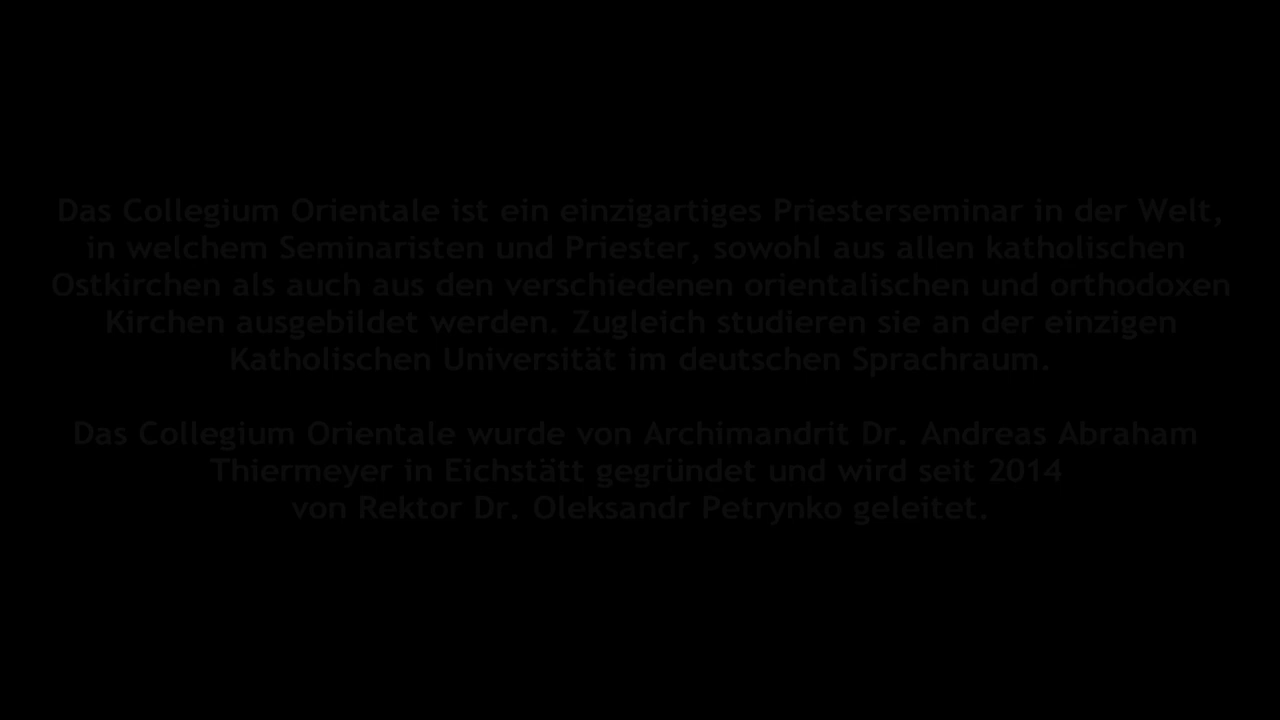 Das Collegium Orientale ist ein einzigartiges Priesterseminar in der Welt,
in welchem Seminaristen und Priester, sowohl aus allen katholischen
Ostkirchen als auch aus den verschiedenen orientalischen und orthodoxen
Kirchen ausgebildet werden. Zugleich studieren sie an der einzigen
Katholischen Universität im deutschen Sprachraum.

Das Collegium Orientale wurde von Archimandrit Dr. Andreas Abraham
Thiermeyer in Eichstätt gegründet und wird seit 2014
von Rektor Dr. Oleksandr Petrynko geleitet.